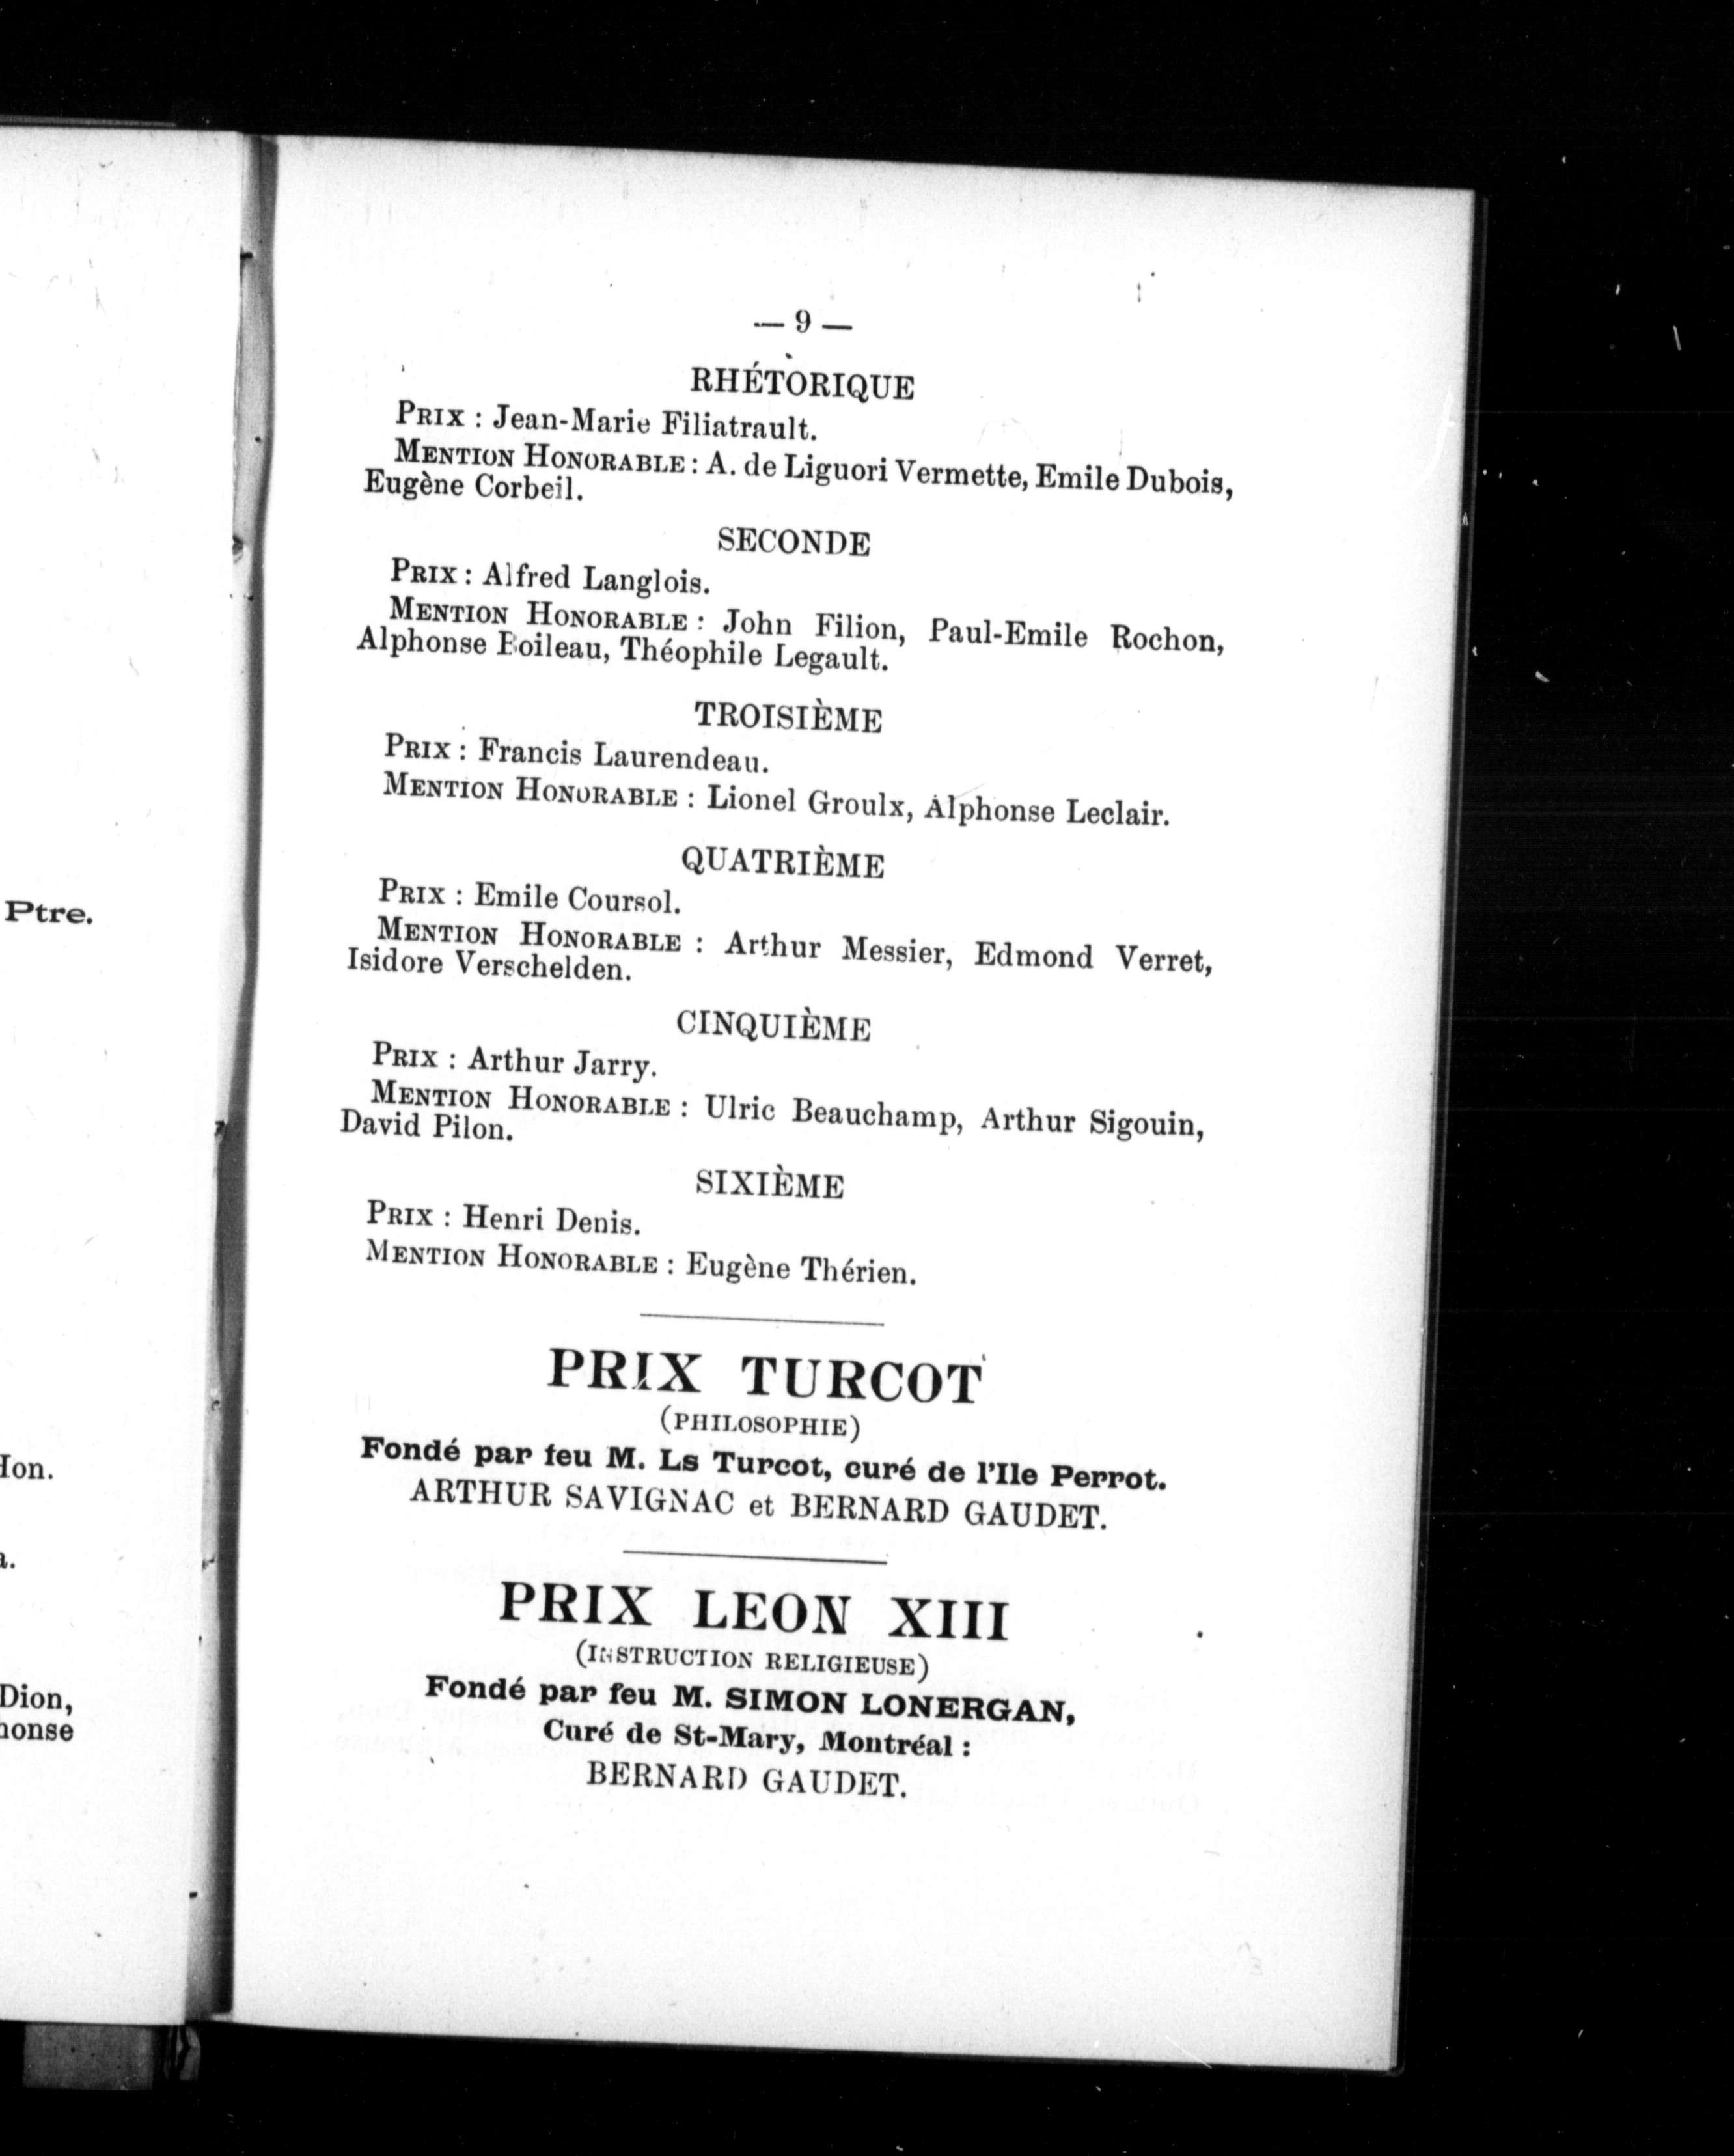 Ptre.
Hon.
a.
Dion,
honse
— 9 —
RHÉTORIQUE
PRIX : Jean-Marie Filiatrault.
MENTION HONORABLE : A. de Liguori Vermette, Emile Dubois,
Eugène Corbeil.
SECONDE
PRIX : Alfred Langlois.
MENTION HONORABLE : John Filion, Paul-Emile Rochon,
Alphonse Boileau, Théophile Legault.
TROISIÈME
PRIX : Francis Laurendeau.
MENTION HONORABLE : Lionel Groulx, Alphonse Leclair.
QUATRIÈME
PRIX : Emile Coursol.
MENTION HONORABLE : Arthur Messier, Edmond Verret,
Isidore Verschelden.
CINQUIÈME
PRIX : Arthur Jarry.
MENTION HONORABLE : Ulric Beauchamp, Arthur Sigouin,
David Pilon.
SIXIÈME
PRIX : Henri Denis.
MENTION HONORABLE : Eugène Thérien.
PRIX TURCOT
(PHILOSOPHIE)
Fondé par feu M. Ls Turcot, curé de l'Ile Perrot.
ARTHUR SAVIGNAC et BERNARD GAUDET.
PRIX LEON XIII
(INSTRUCTION RELIGIEUSE)
Fondé par feu M. SIMON LONERGAN,
Curé de St-Mary, Montréal :
BERNARD GAUDET.